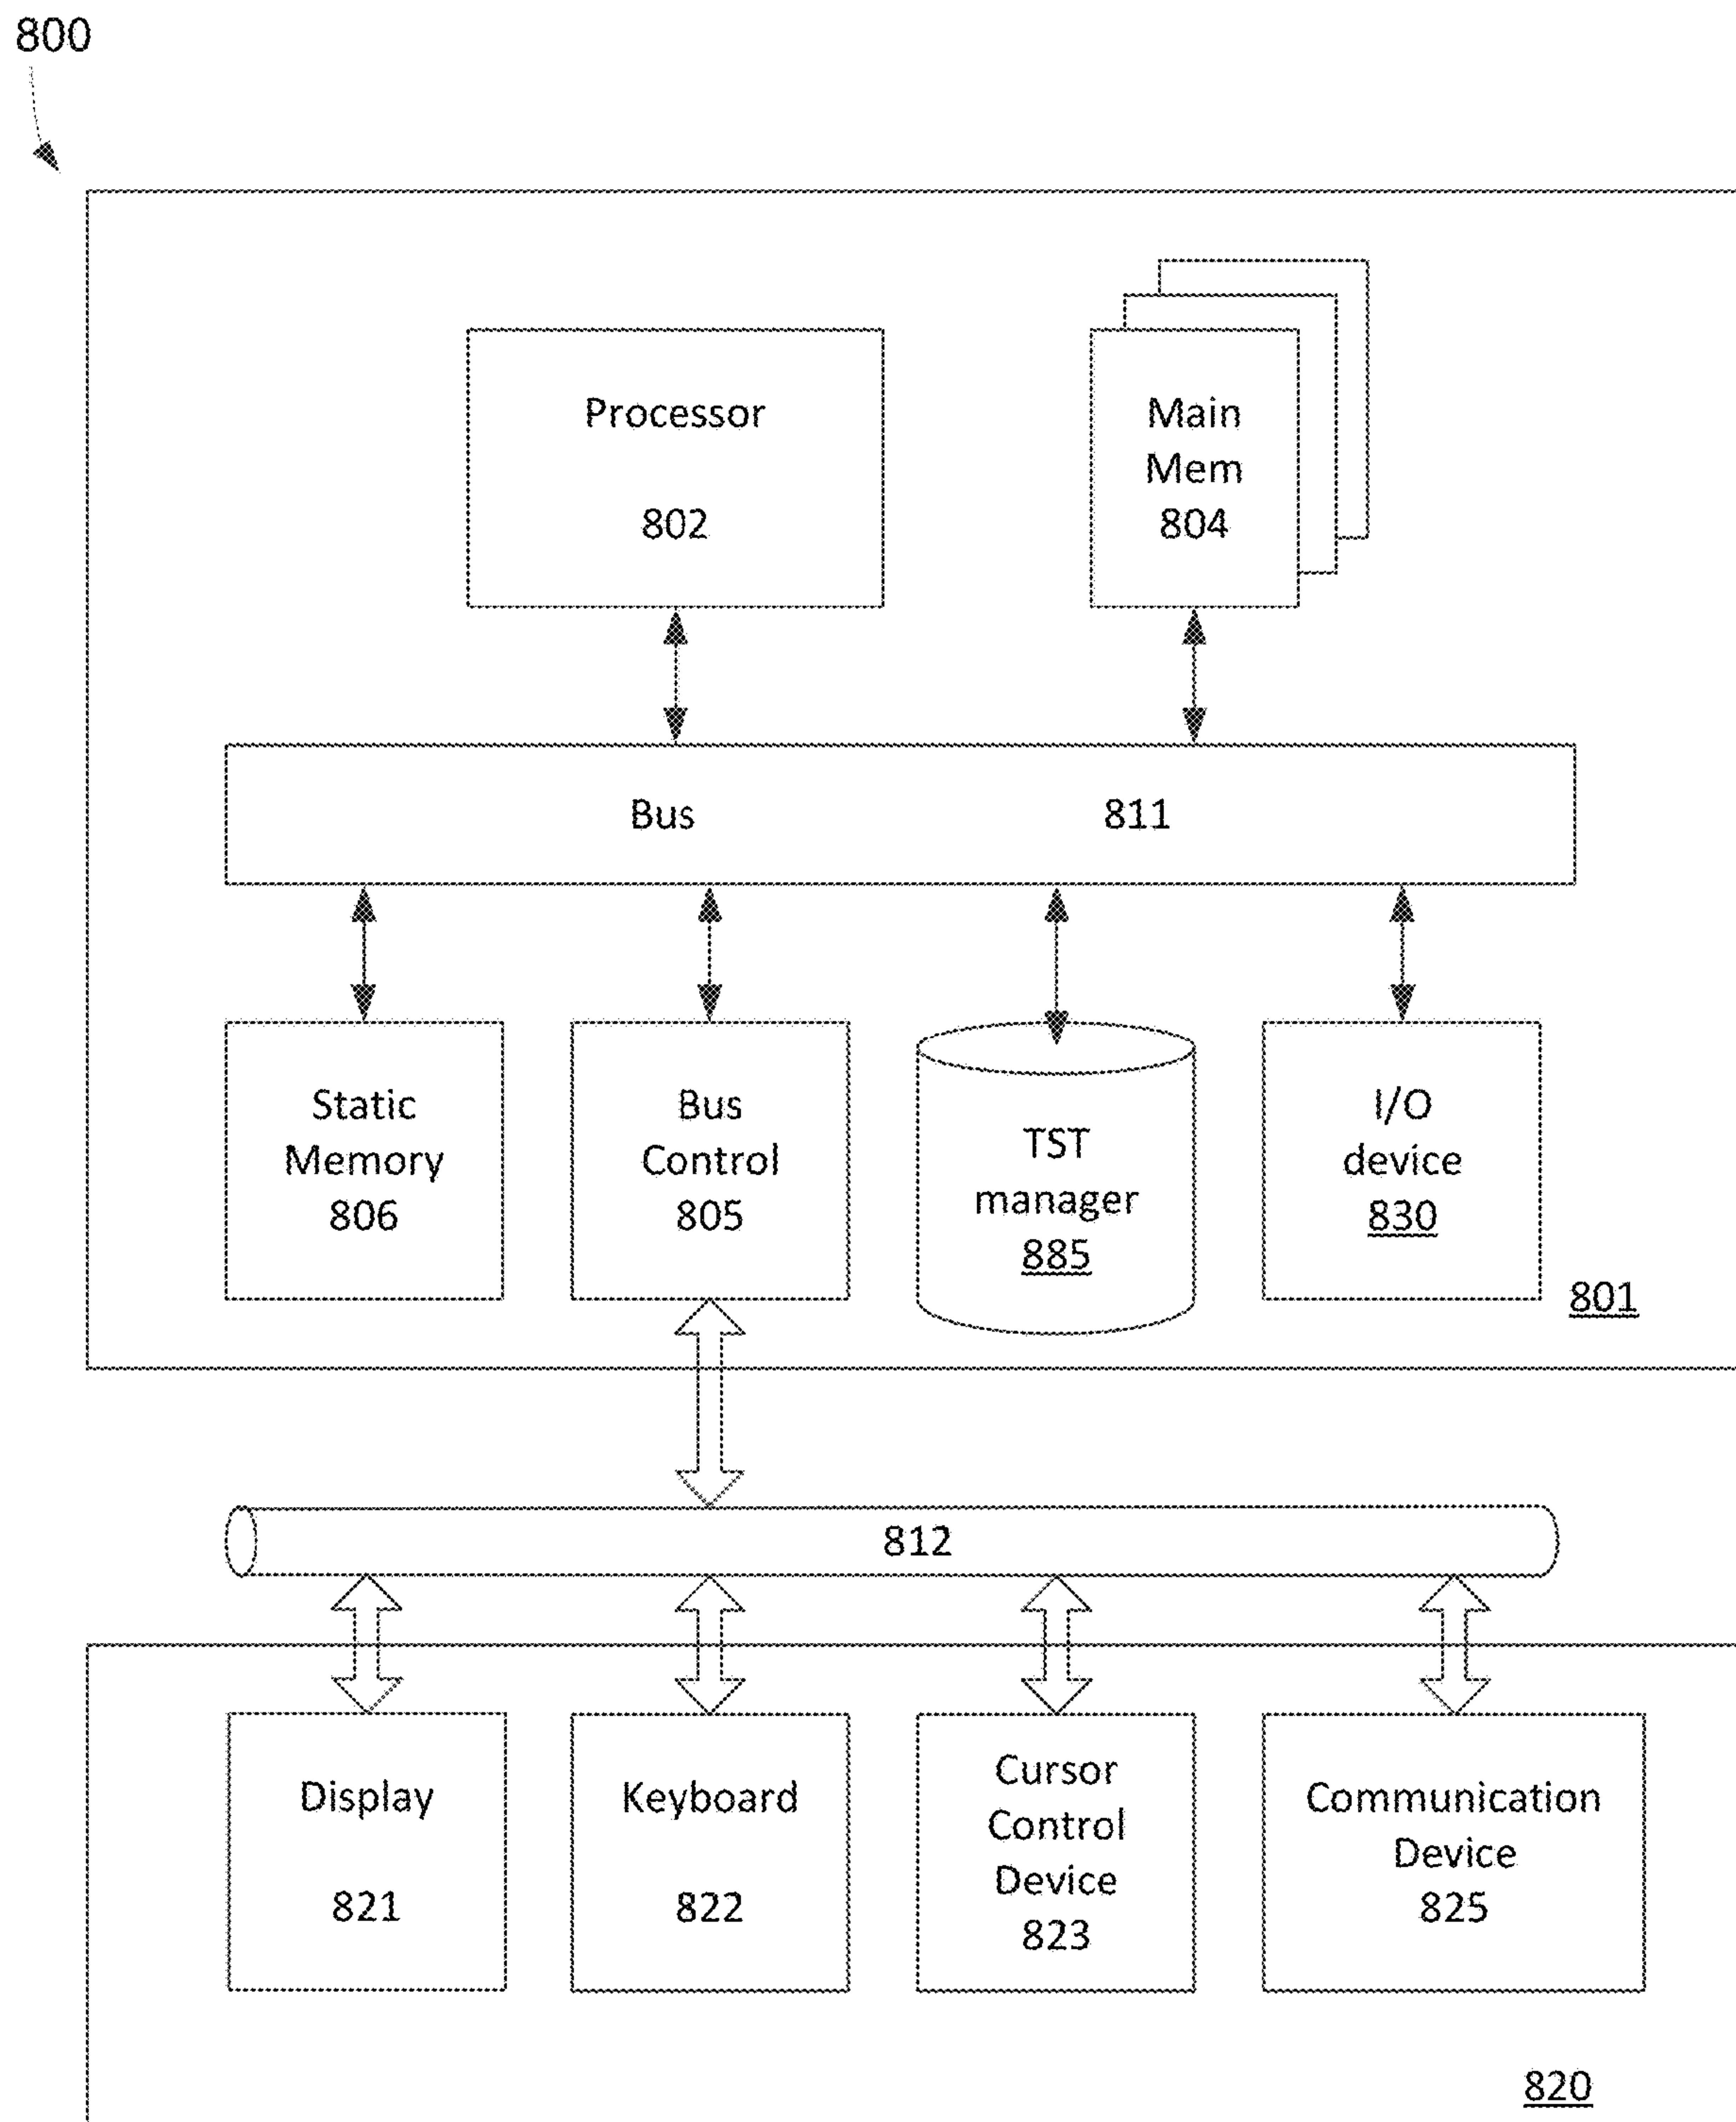 800
Processor
802
Main
Mem
804
Bus 811
Static
Memory
806
Bus
Control
805
TST
manager
885
I/O
device
830
801
812
Display
821
Keyboard
822
Cursor
Control
Device
823
Communication
Device
825
820